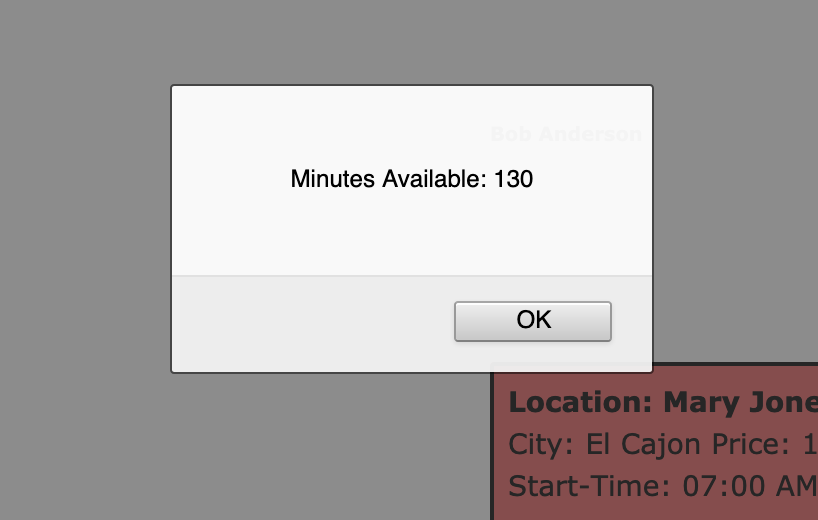 Bob Anderson
Minutes Available: 130
OK
Location: Mary Jone
City: El Cajon Price: 1
Start-Time: 07:00 AM